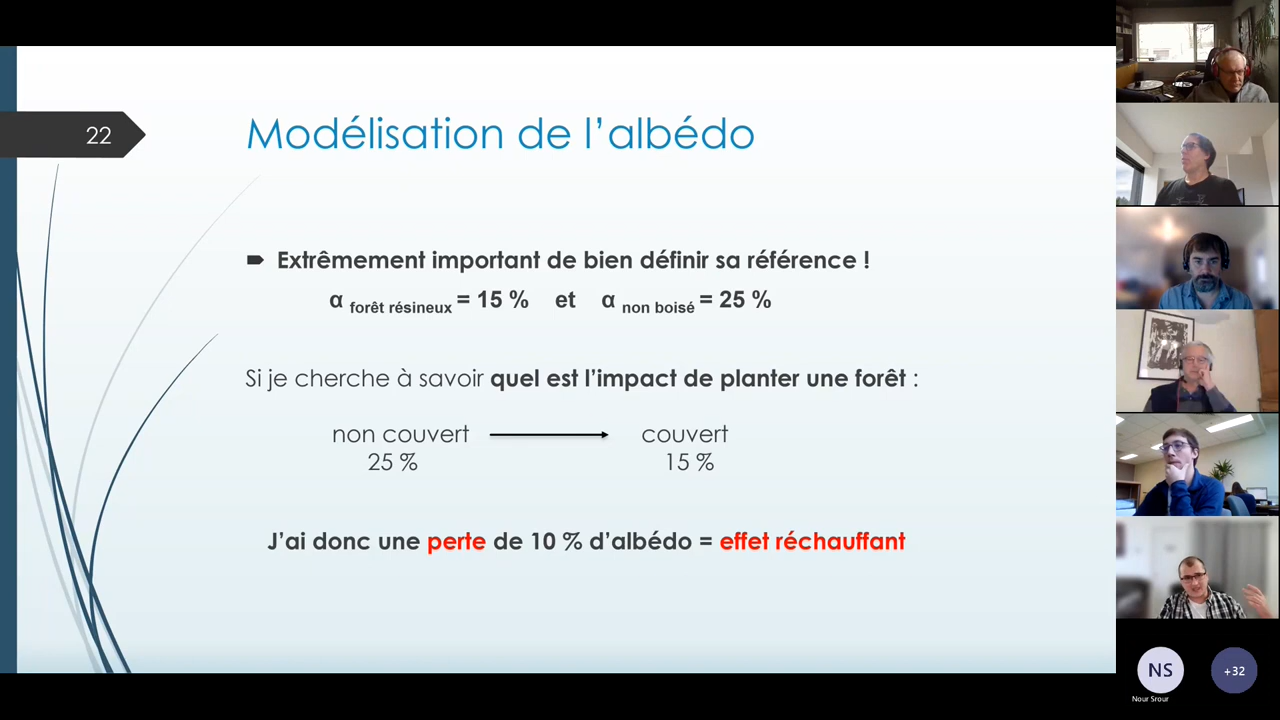 22
Modélisation de l’albédo
Extrêmement important de bien définir sa référence !
α forêt résineux = 15 % et α non boisé = 25 %
Si je cherche à savoir quel est l’impact de planter une forêt :
non couvert couvert
25 % 15 %
J’ai donc une perte de 10 % d’albédo = effet réchauffant
NS
+32
Nour Srour